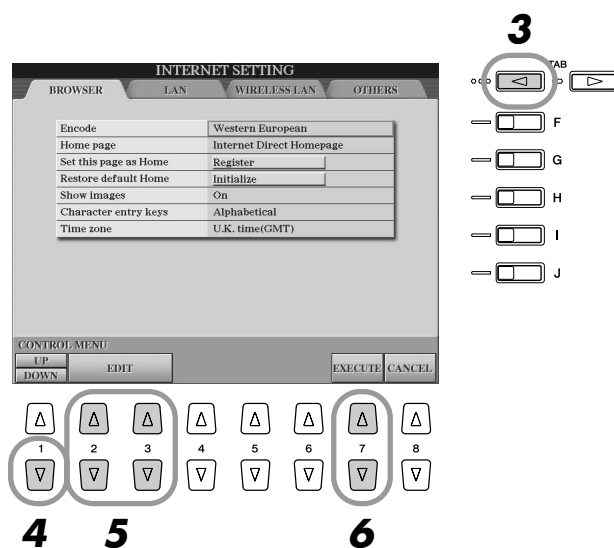 3
INTERNET SETTING
TAB
BROWSER LAN WIRELESS LAN OTHERS
Encode Western European
Home page Internet Direct Homepage
Set this page as Home Register
Restore default Home Initialize
Show images On
Character entry keys Alphabetical
Time zone U.K. time(GMT)
F
G
H
I
J
CONTROL MENU
UP
DOWN
EDIT
EXECUTE CANCEL
1 2 3 4 5 6 7 8
4 5 6